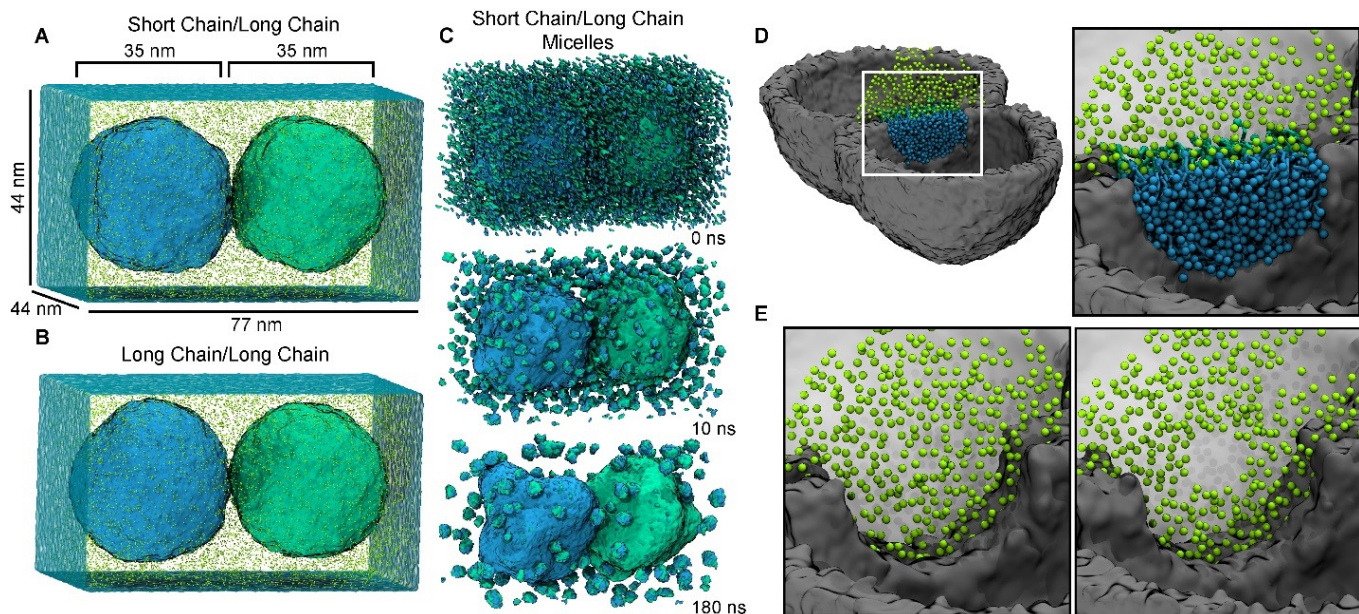 A
Short Chain/Long Chain
35 nm
35 nm
44 nm
44 nm
77 nm
B
Long Chain/Long Chain
C
Short Chain/Long Chain
Micelles
0 ns
10 ns
180 ns
D
E